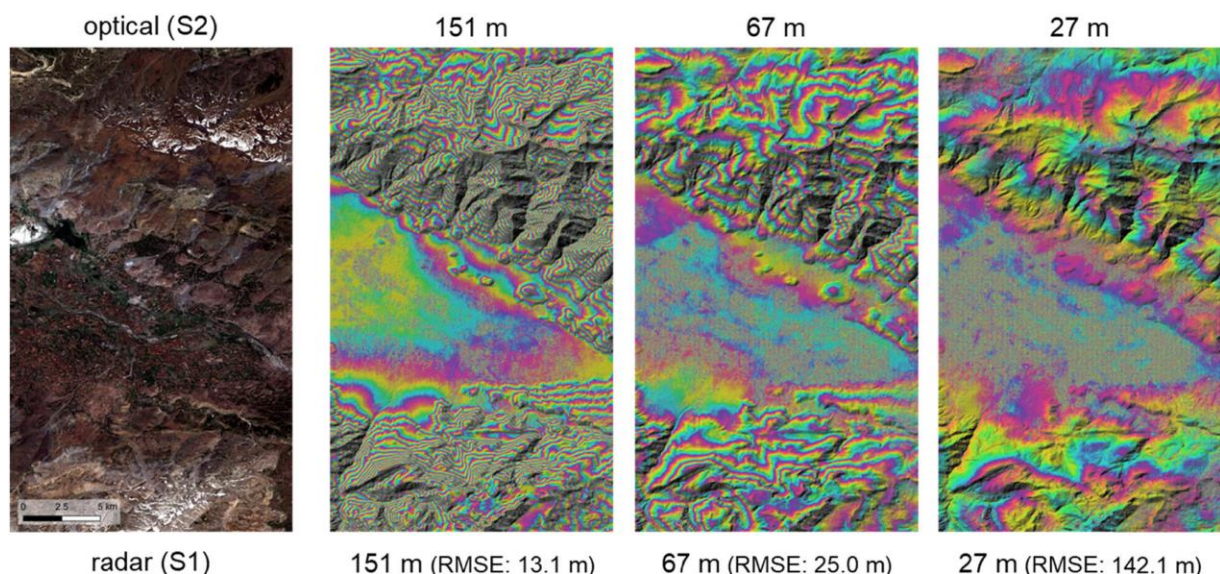 optical (S2) 151 m 67 m 27 m
0 2.5 5 km
radar (S1) 151 m (RMSE: 13.1 m) 67 m (RMSE: 25.0 m) 27 m (RMSE: 142.1 m)